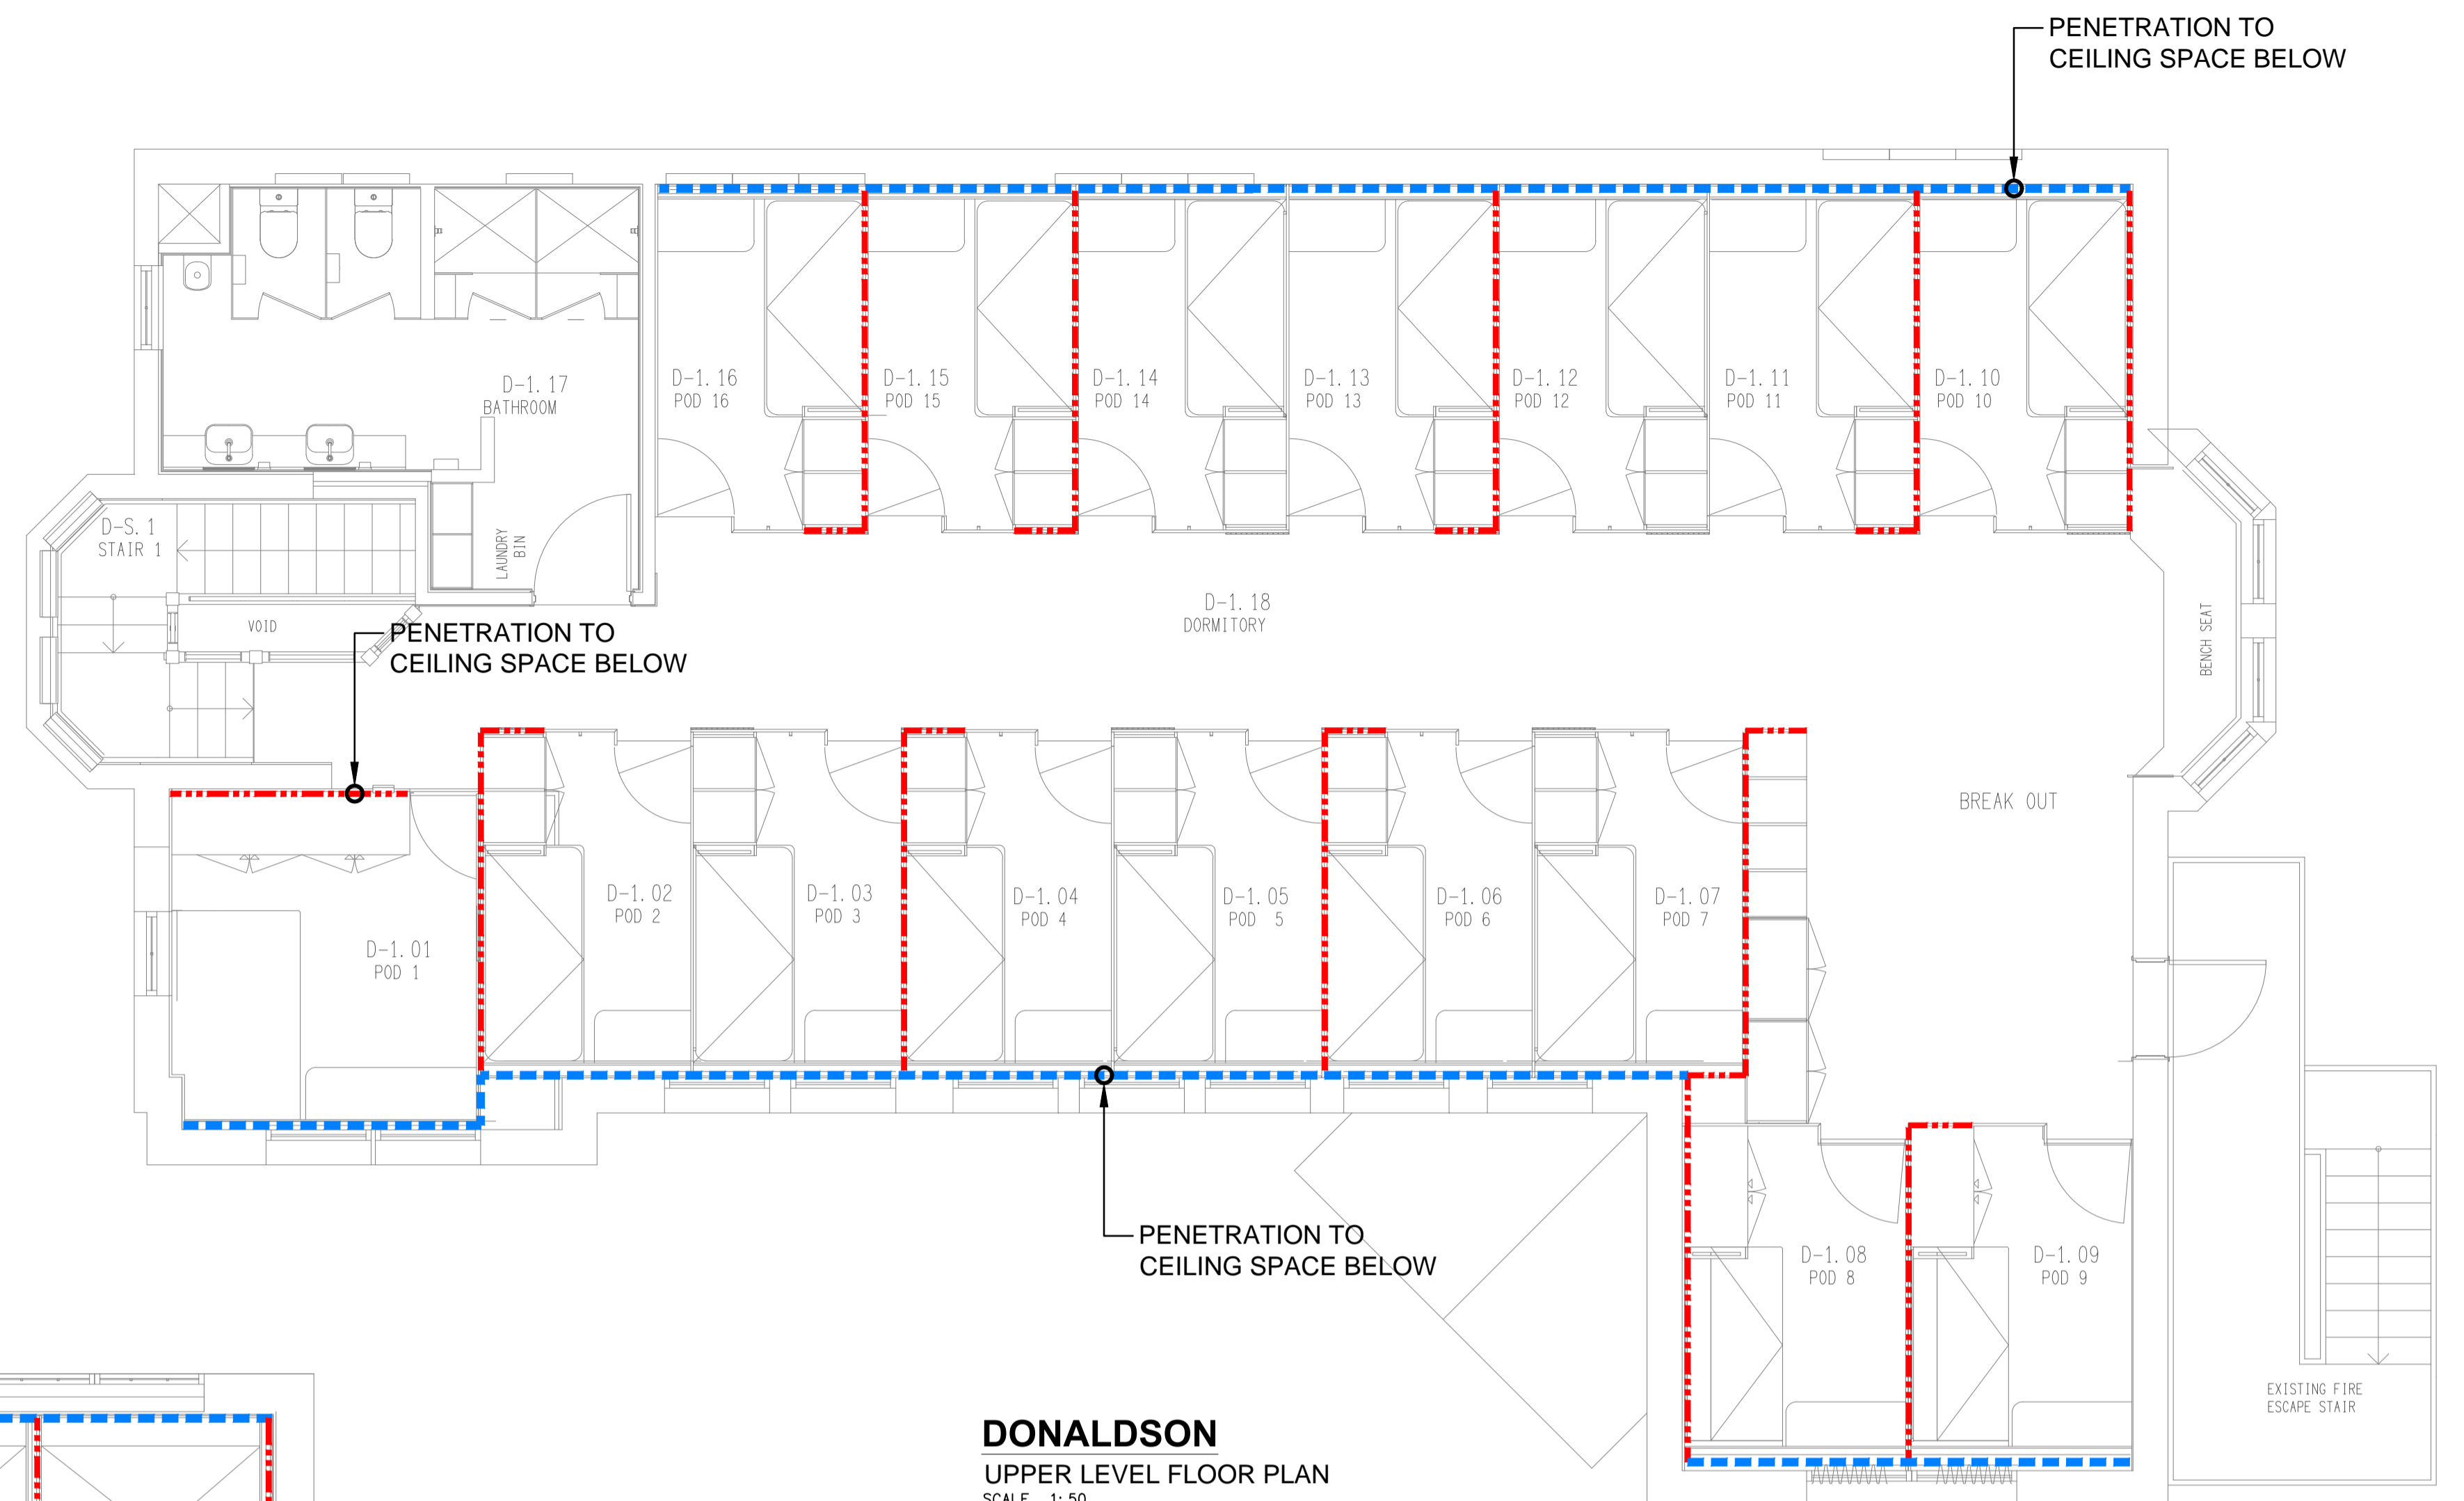 PENETRATION TO
CEILING SPACE BELOW
D-1.17
BATHROOM
D-1.16
POD 16
D-1.15
POD 15
D-1.14
POD 14
D-1.13
POD 13
D-1.12
POD 12
D-1.11
POD 11
D-1.10
POD 10
D-S.1
STAIR 1
LAUNDRY
BIN
VOID
PENETRATION TO
CEILING SPACE BELOW
D-1.18
DORMITORY
BENCH SEAT
BREAK OUT
D-1.01
POD 1
D-1.02
POD 2
D-1.03
POD 3
D-1.04
POD 4
D-1.05
POD 5
D-1.06
POD 6
D-1.07
POD 7
PENETRATION TO
CEILING SPACE BELOW
D-1.08
POD 8
D-1.09
POD 9
EXISTING FIRE
ESCAPE STAIR
DONALDSON
UPPER LEVEL FLOOR PLAN
SCALE 1:50